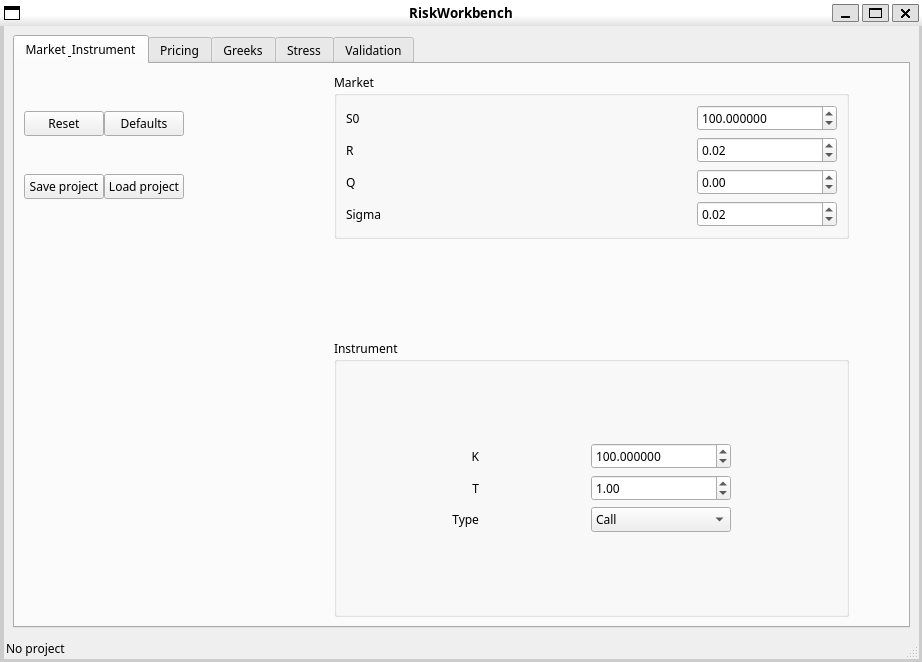 RiskWorkbench
Market_Instrument Pricing Greeks Stress Validation
Market
Reset Defaults
S0 100.000000
R 0.02
Save project Load project
Q 0.00
Sigma 0.02
Instrument
K 100.000000
T 1.00
Type Call
No project